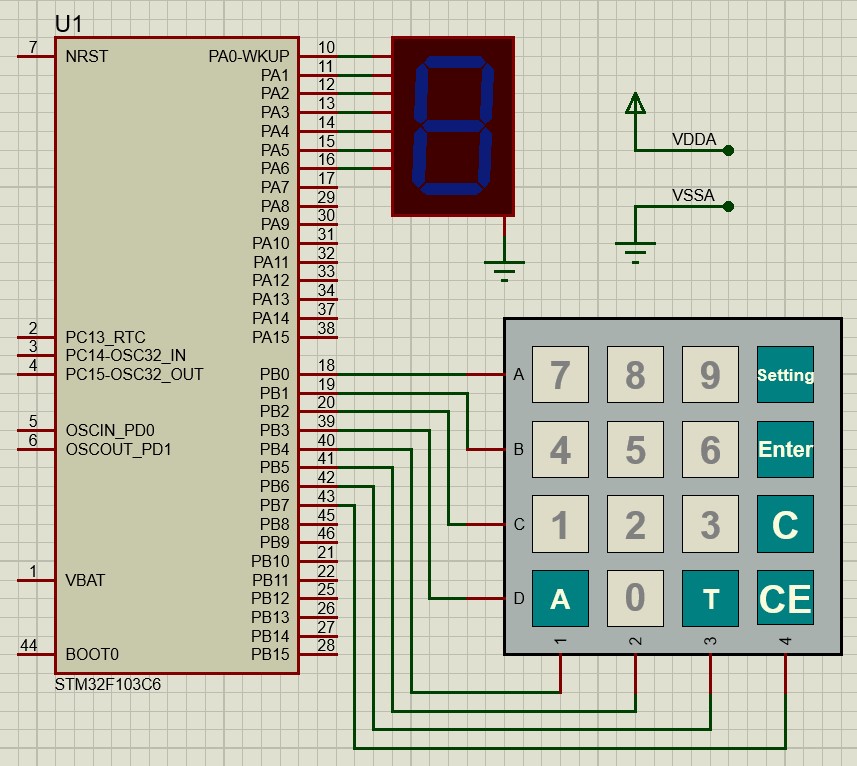 U1
7 NRST PA0-WKUP 10
PA1 11
PA2 12
PA3 13
PA4 14
PA5 15
PA6 16
PA7 17
PA8 29
PA9 30
PA10 31
PA11 32
PA12 33
PA13 34
PA14 37
2 PC13_RTC PA15 38
3 PC14-OSC32_IN
4 PC15-OSC32_OUT PB0 18
PB1 19
PB2 20
5 OSCIN_PD0 PB3 39
6 OSCOUT_PD1 PB4 40
PB5 41
PB6 42
PB7 43
PB8 45
PB9 46
PB10 21
1 VBAT PB11 22
PB12 25
PB13 26
PB14 27
44 BOOT0 PB15 28
STM32F103C6
VDDA
VSSA
A 7 8 9 Setting
B 4 5 6 Enter
C 1 2 3 C
D A 0 T CE
1 2 3 4